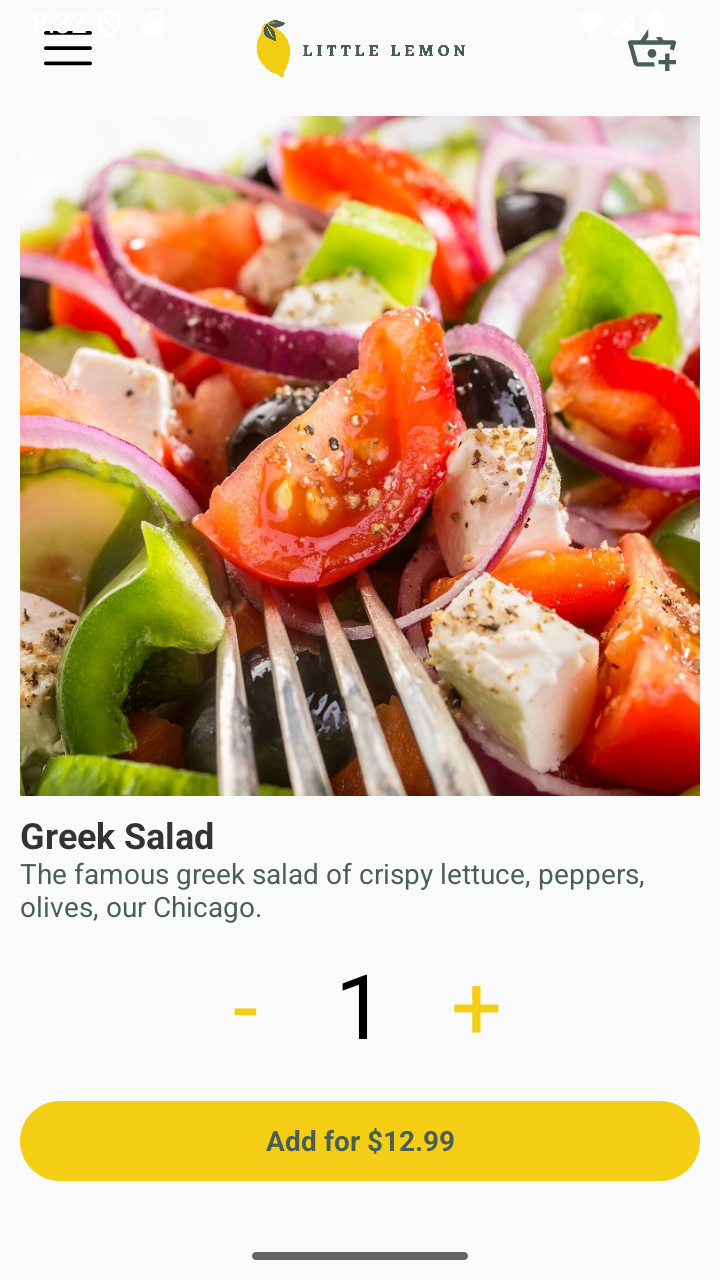 8:32
LITTLE LEMON
Greek Salad
The famous greek salad of crispy lettuce, peppers,
olives, our Chicago.
- 1 +
Add for $12.99